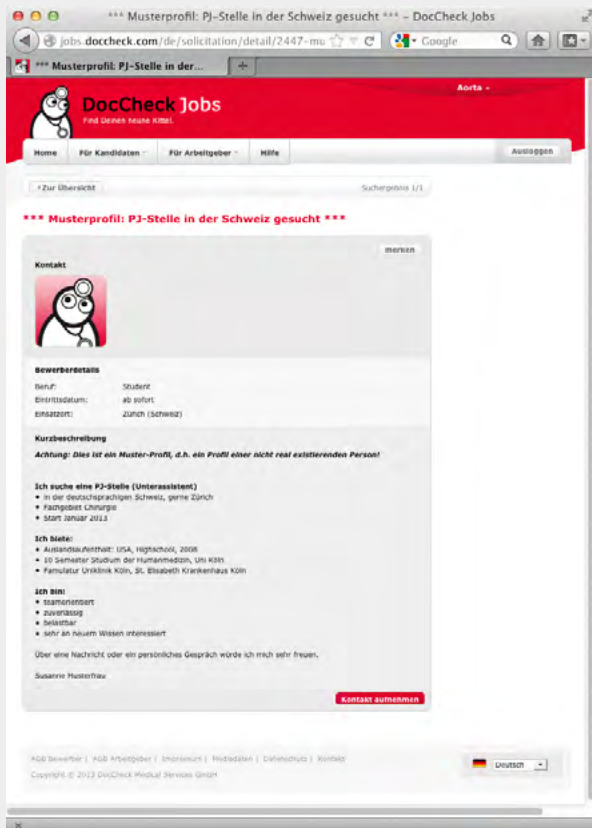 *** Musterprofil: PJ-Stelle in der Schweiz gesucht *** – DocCheck Jobs
jobs.doccheck.com/de/solicitation/detail/2447-mu
Google
*** Musterprofil: PJ-Stelle in der...
Aorta
DocCheck Jobs
Find Deinen neune Kittel.
Home Für Kandidaten Für Arbeitgeber Hilfe Ausloggen
Zur Übersicht Suchergebnis 1/1
*** Musterprofil: PJ-Stelle in der Schweiz gesucht ***
merken
Kontakt
Bewerberdetails
Beruf: Student
Eintrittsdatum: ab sofort
Einsatzort: Zürich (Schweiz)
Kurzbeschreibung
Achtung: Dies ist ein Muster-Profil, d.h. ein Profil einer nicht real existierenden Person!
Ich suche eine PJ-Stelle (Unterassistent)
• in der deutschsprachigen Schweiz, gerne Zürich
• Fachgebiet Chirurgie
• Start Januar 2013
Ich biete:
• Auslandsaufenthalt: USA, Highschool, 2006
• 10 Semester Studium der Humanmedizin, Uni Köln
• Famulatur Uniklinik Köln, St. Elisabeth Krankenhaus Köln
Ich bin:
• teamorientiert
• zuverlässig
• belastbar
• sehr an neuem Wissen interessiert
Über eine Nachricht oder ein persönliches Gespräch würde ich mich sehr freuen.
Susanne Musterfrau
Kontakt aufnehmen
AGB Bewerber | AGB Arbeitgeber | Impressum | Mediadaten | Datenschutz | Kontakt
Deutsch
Copyright © 2013 DocCheck Medical Services GmbH